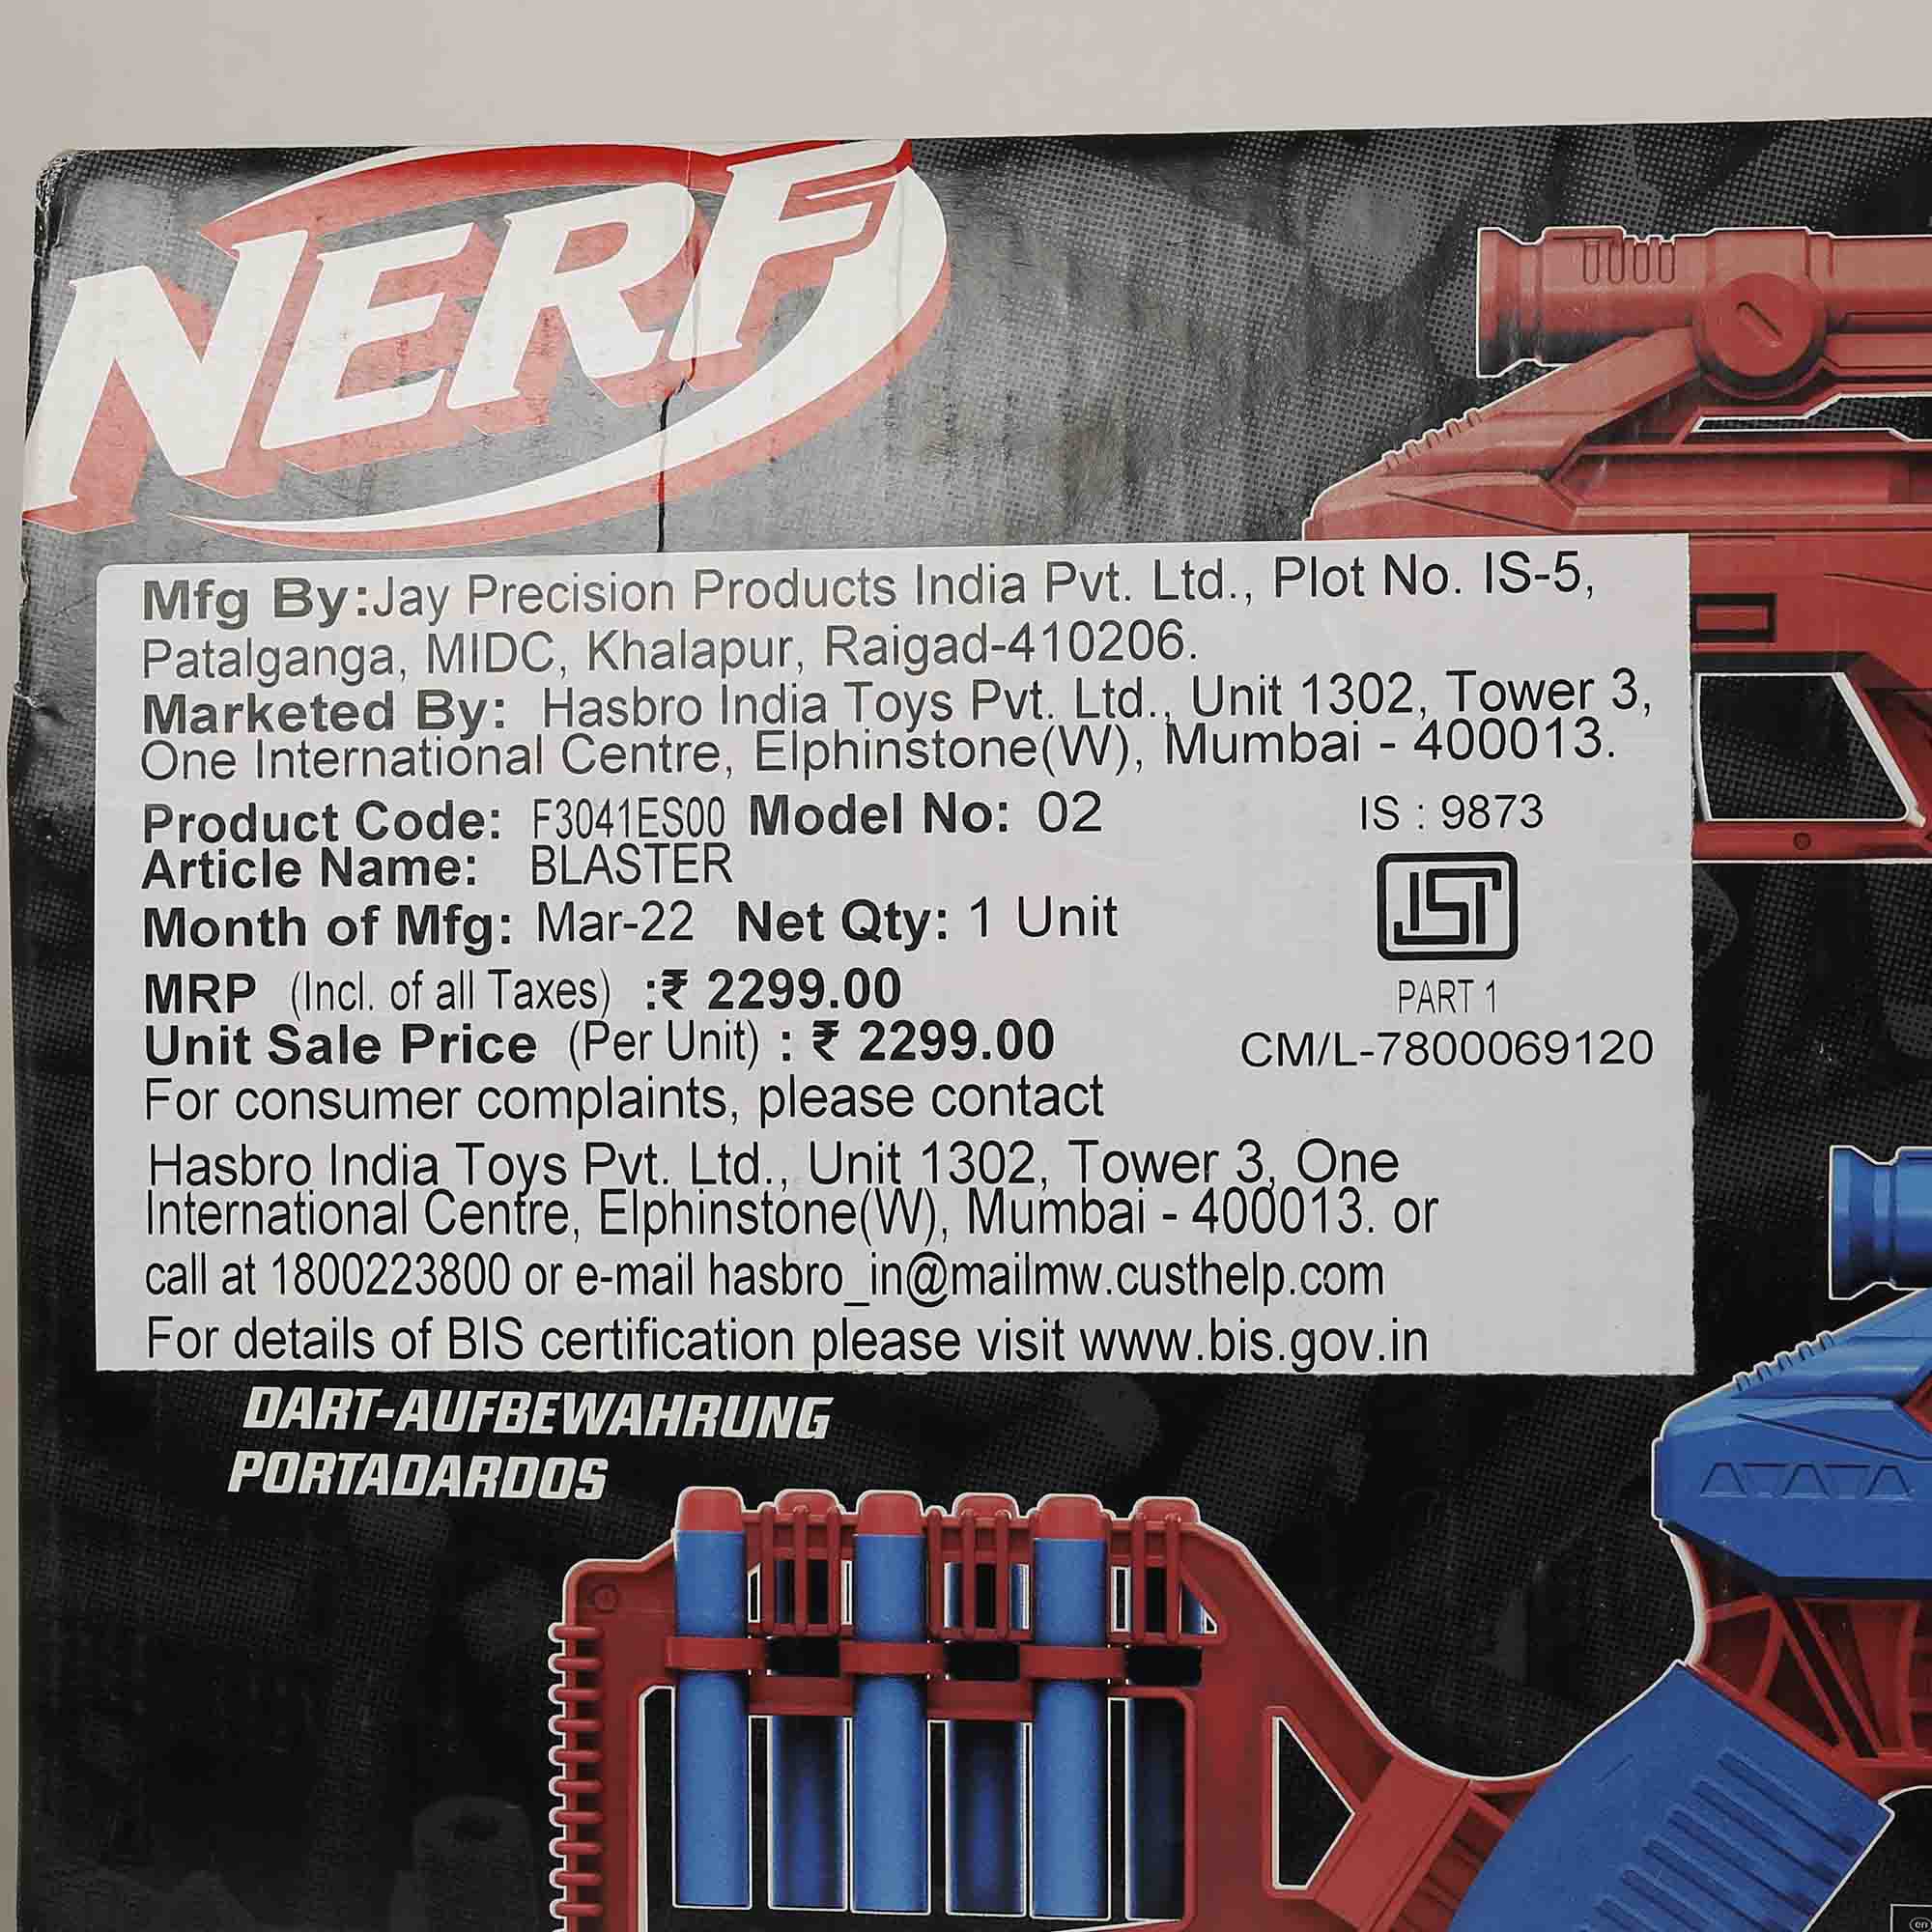 NERF
Mfg By:Jay Precision Products India Pvt. Ltd., Plot No. IS-5,
Patalganga, MIDC, Khalapur, Raigad-410206.
Marketed By: Hasbro India Toys Pvt. Ltd., Unit 1302, Tower 3,
One International Centre, Elphinstone(W), Mumbai - 400013.
Product Code: F3041ES00 Model No: 02
IS : 9873
Article Name: BLASTER
Month of Mfg: Mar-22 Net Qty: 1 Unit
MRP (Incl. of all Taxes) :₹ 2299.00
PART 1
Unit Sale Price (Per Unit) : ₹ 2299.00
CM/L-7800069120
For consumer complaints, please contact
Hasbro India Toys Pvt. Ltd., Unit 1302, Tower 3, One
International Centre, Elphinstone(W), Mumbai - 400013. or
call at 1800223800 or e-mail hasbro_in@mailmw.custhelp.com
For details of BIS certification please visit www.bis.gov.in
DART-AUFBEWAHRUNG
PORTADARDOS